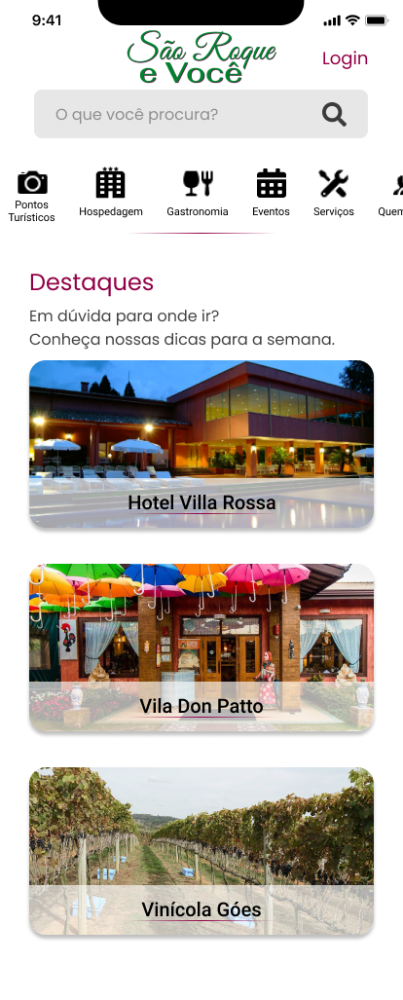 9:41
São Roque
e Você
Login
O que você procura?
Pontos
Turísticos
Hospedagem
Gastronomia
Eventos
Serviços
Quem
Destaques
Em dúvida para onde ir?
Conheça nossas dicas para a semana.
Hotel Villa Rossa
Vila Don Patto
Vinícola Góes